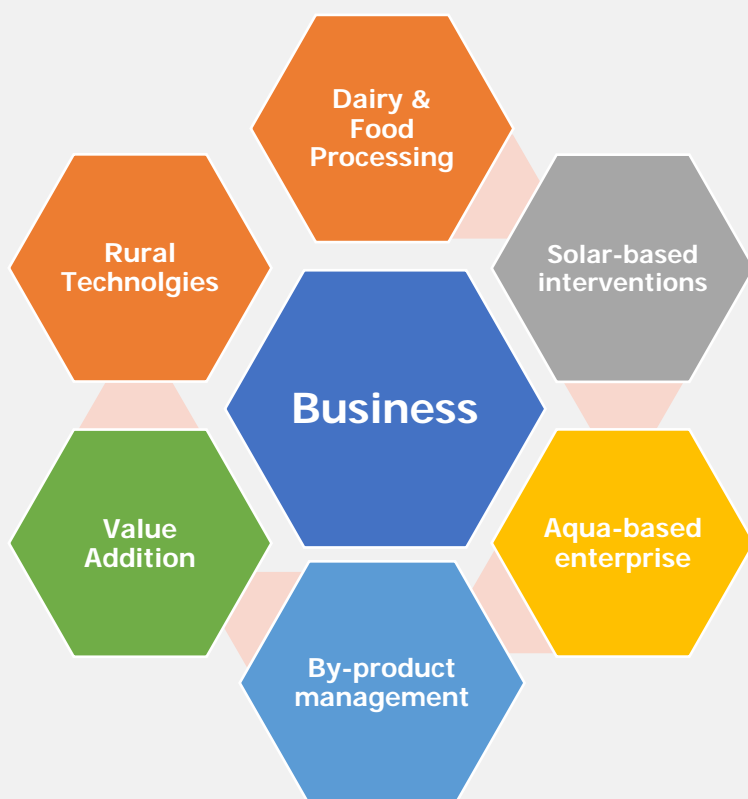 Dairy &
Food
Processing
Rural
Technolgies
Solar-based
interventions
Business
Value
Addition
Aqua-based
enterprise
By-product
management